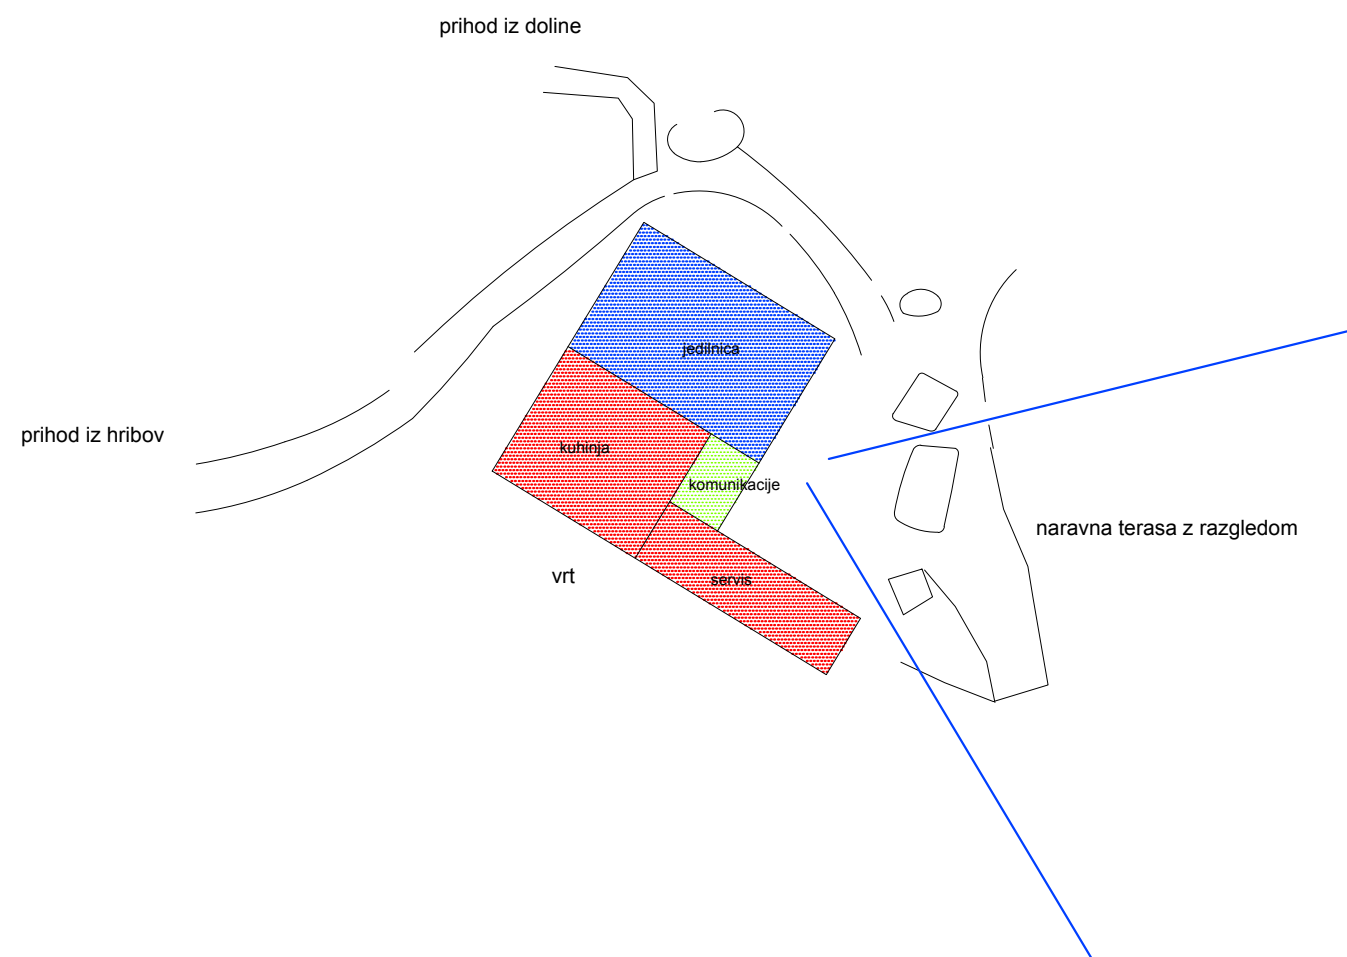 prihod iz doline
jedilnica
prihod iz hribov
kuhinja
komunikacije
naravna terasa z razgledom
vrt
servis